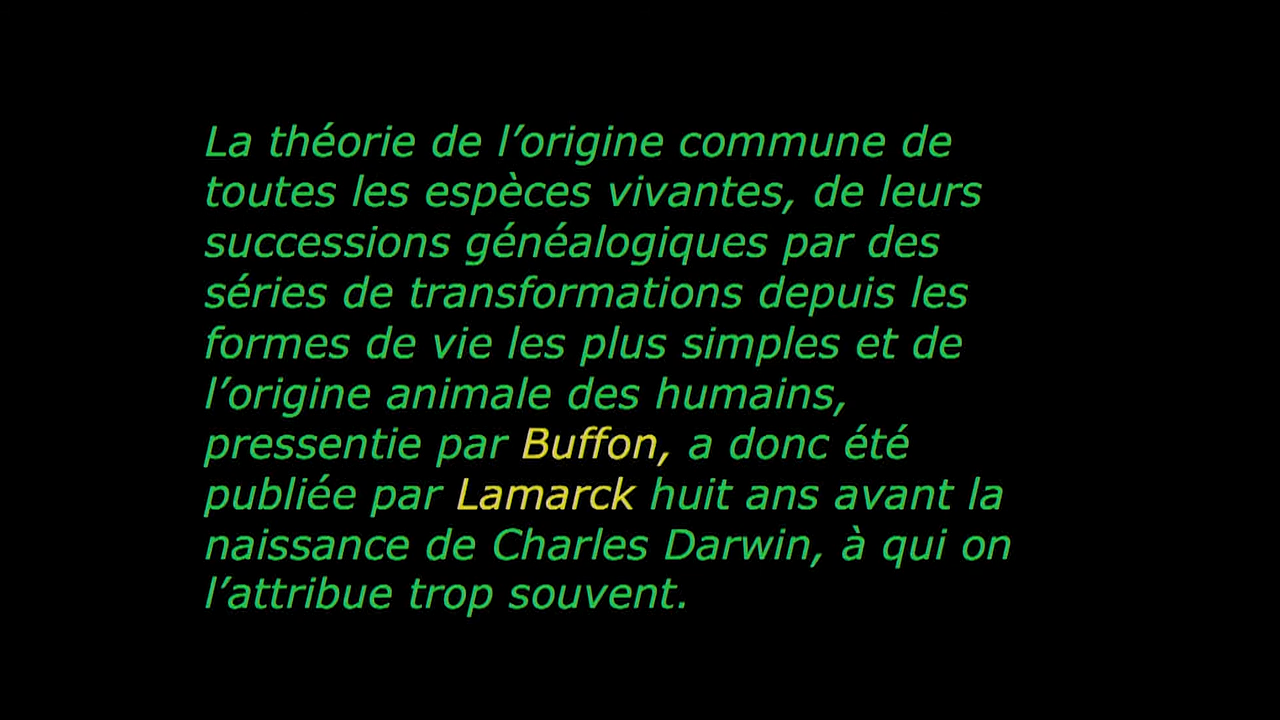 La théorie de l’origine commune de
toutes les espèces vivantes, de leurs
successions généalogiques par des
séries de transformations depuis les
formes de vie les plus simples et de
l’origine animale des humains,
pressentie par Buffon, a donc été
publiée par Lamarck huit ans avant la
naissance de Charles Darwin, à qui on
l’attribue trop souvent.